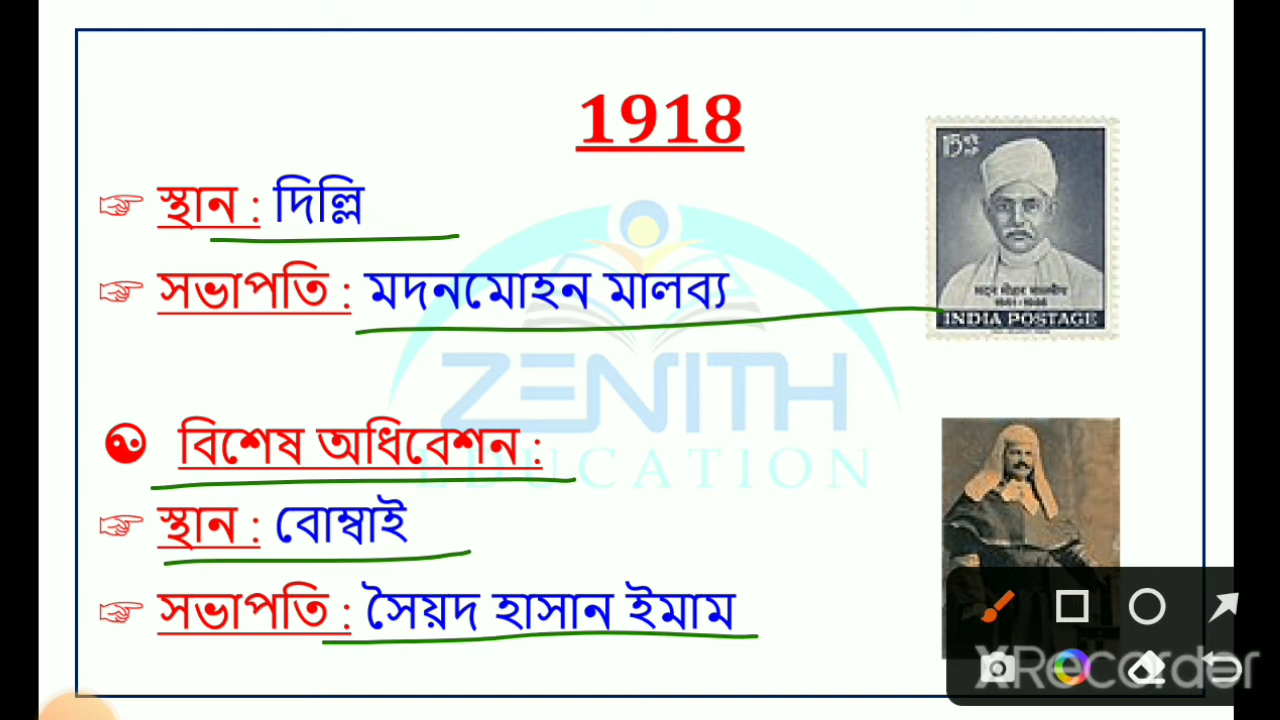 1918
☞ স্থান : দিল্লি
☞ সভাপতি : মদনমোহন মালব্য
INDIA POSTAGE
ZENITH
EDUCATION
☯ বিশেষ অধিবেশন :
☞ স্থান : বোম্বাই
☞ সভাপতি : সৈয়দ হাসান ইমাম
XRecorder